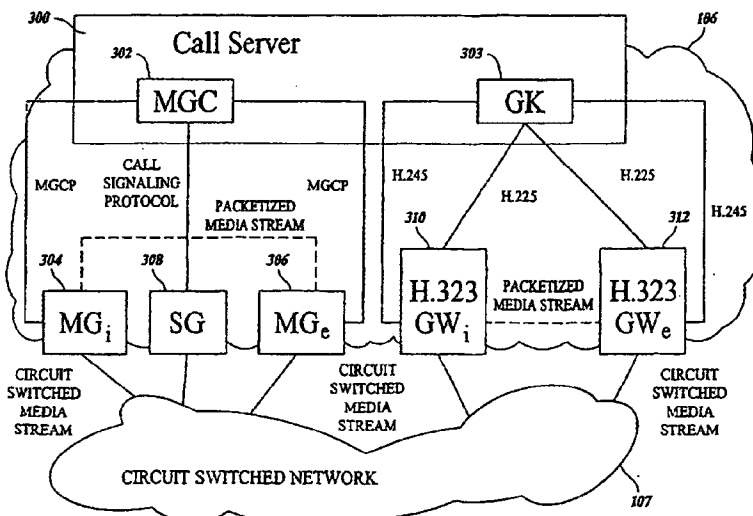 300
Call Server
106
302
303
MGC
GK
MGCP
CALL
SIGNALING
PROTOCOL
MGCP
PACKETIZED
MEDIA STREAM
H.245
H.225
H.225
H.245
304
308
306
310
312
MGi
SG
MGe
H.323
GWi
PACKETIZED
MEDIA STREAM
H.323
GWe
CIRCUIT
SWITCHED
MEDIA
STREAM
CIRCUIT
SWITCHED
MEDIA
STREAM
CIRCUIT
SWITCHED
MEDIA
STREAM
CIRCUIT SWITCHED NETWORK
107